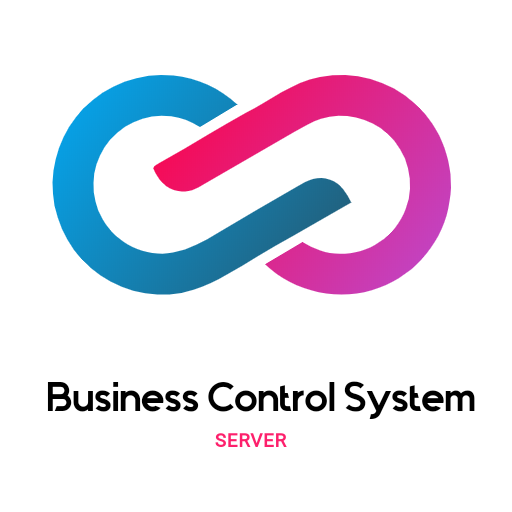 Business Control System
SERVER